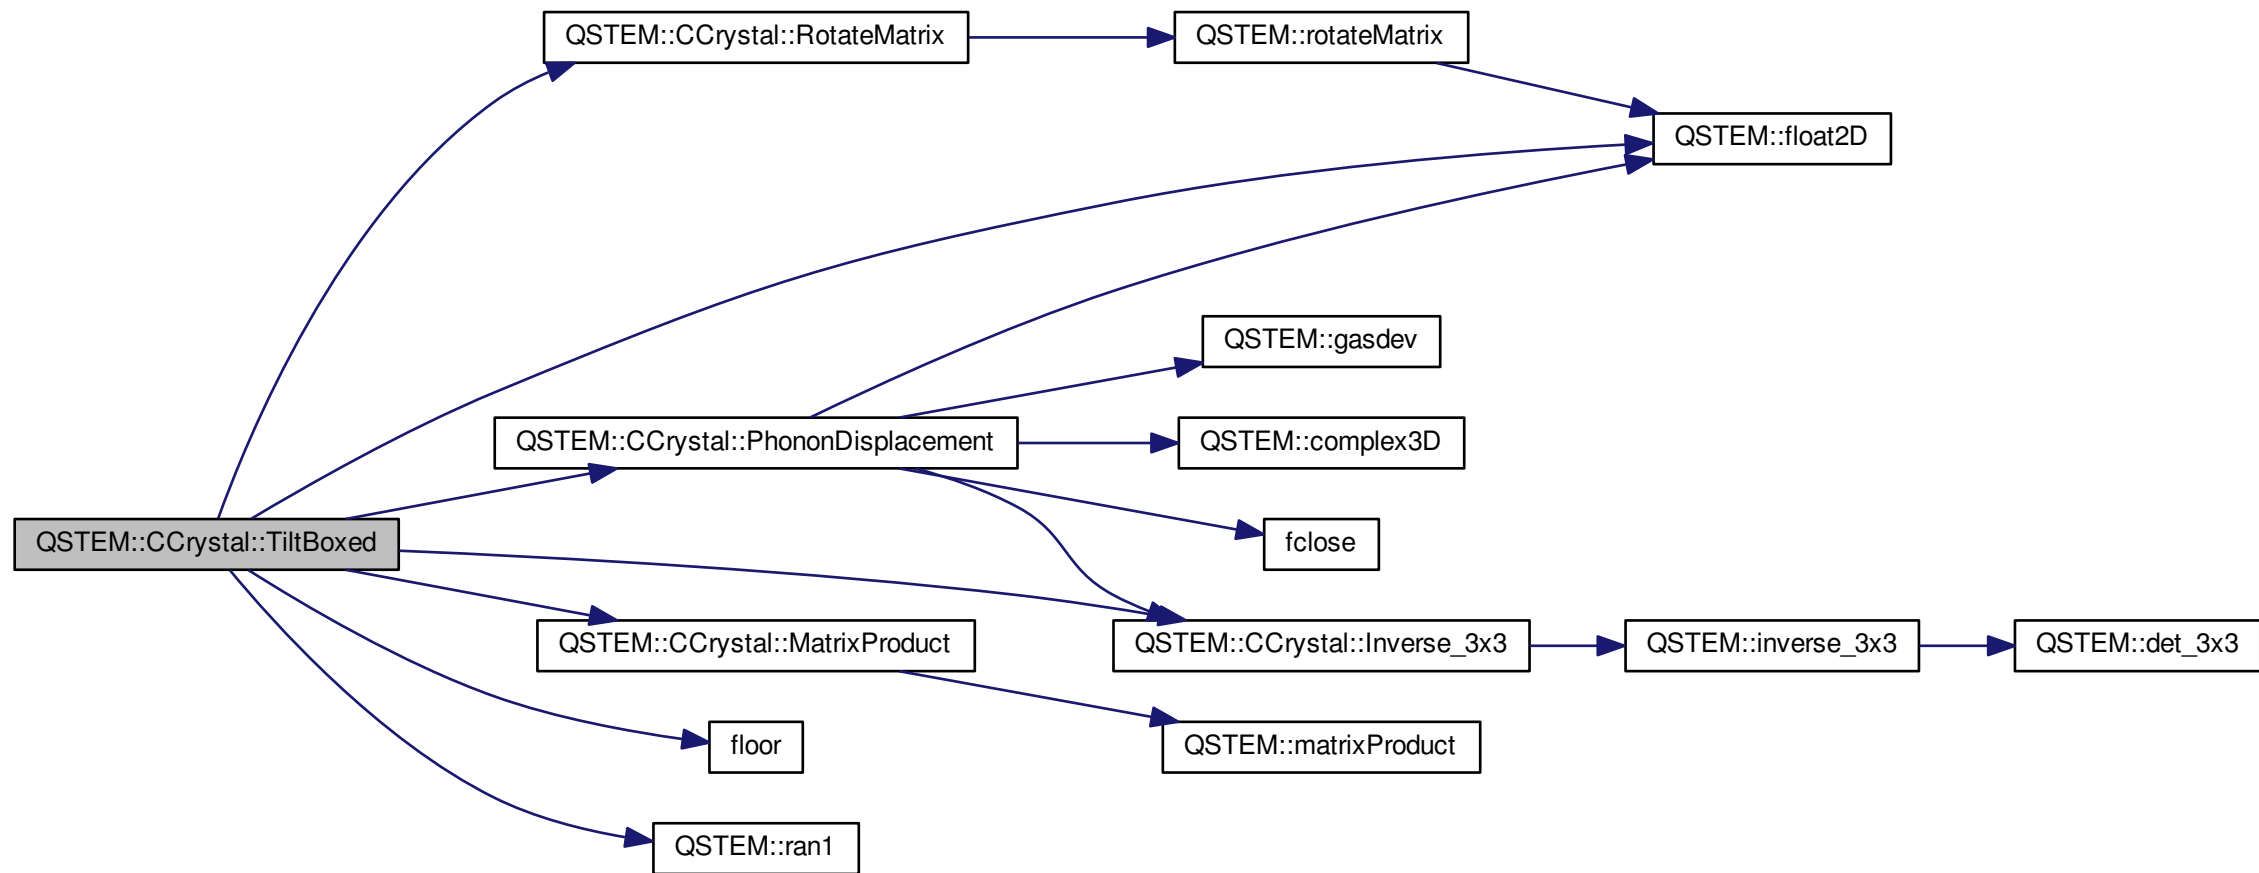 QSTEM::CCrystal::RotateMatrix
QSTEM::rotateMatrix
QSTEM::float2D
QSTEM::gasdev
QSTEM::CCrystal::PhononDisplacement
QSTEM::complex3D
QSTEM::CCrystal::TiltBoxed
fclose
QSTEM::CCrystal::MatrixProduct
QSTEM::CCrystal::Inverse_3x3
QSTEM::inverse_3x3
QSTEM::det_3x3
floor
QSTEM::matrixProduct
QSTEM::ran1